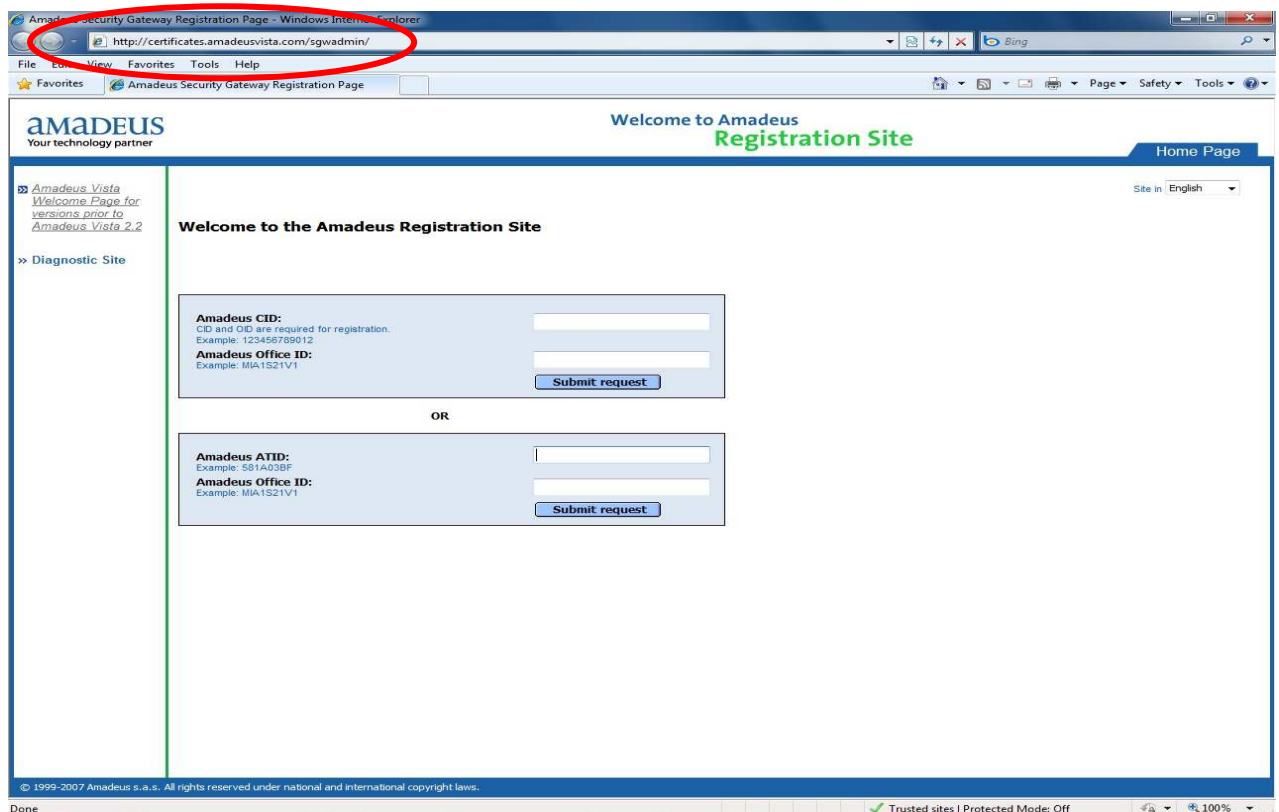 Amadeus Security Gateway Registration Page - Windows Internet Explorer
http://certificates.amadeusvista.com/sgwadmin/
Bing
File Edit View Favorites Tools Help
Favorites
Amadeus Security Gateway Registration Page
Page
Safety
Tools
amadeus
Your technology partner
Welcome to Amadeus
Registration Site
Home Page
Amadeus Vista
Welcome Page for
versions prior to
Amadeus Vista 2.2
» Diagnostic Site
Site in English
Welcome to the Amadeus Registration Site
Amadeus CID:
CID and OID are required for registration.
Example: 123456789012
Amadeus Office ID:
Example: MIA1S21V1
Submit request
OR
Amadeus ATID:
Example: 581A03BF
Amadeus Office ID:
Example: MIA1S21V1
Submit request
© 1999-2007 Amadeus s.a.s. All rights reserved under national and international copyright laws.
Done
Trusted sites | Protected Mode: Off
100%